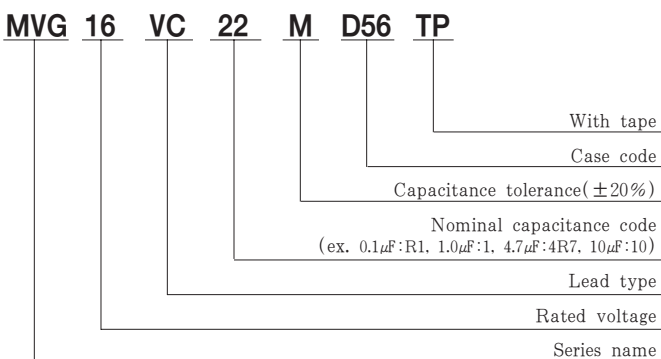 MVG 16 VC 22 M D56 TP
With tape
Case code
Capacitance tolerance(±20%)
Nominal capacitance code
(ex. 0.1μF:R1, 1.0μF:1, 4.7μF:4R7, 10μF:10)
Lead type
Rated voltage
Series name